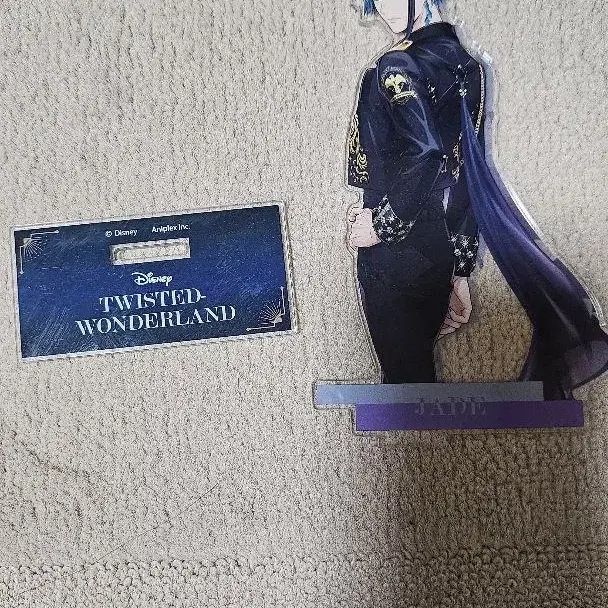 © Disney Aniplex Inc.
Disney
TWISTED-
WONDERLAND
JADE